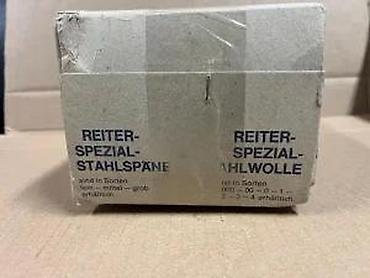 REITER-
SPEZIAL-
STAHLSPÄNE
sind in Sorten
fein – mittel – grob
erhältlich
REITER-
SPEZIAL-
AHLWOLLE
in Sorten
000 – 00 – 0 – 1 –
2 – 3 – 4 erhältlich